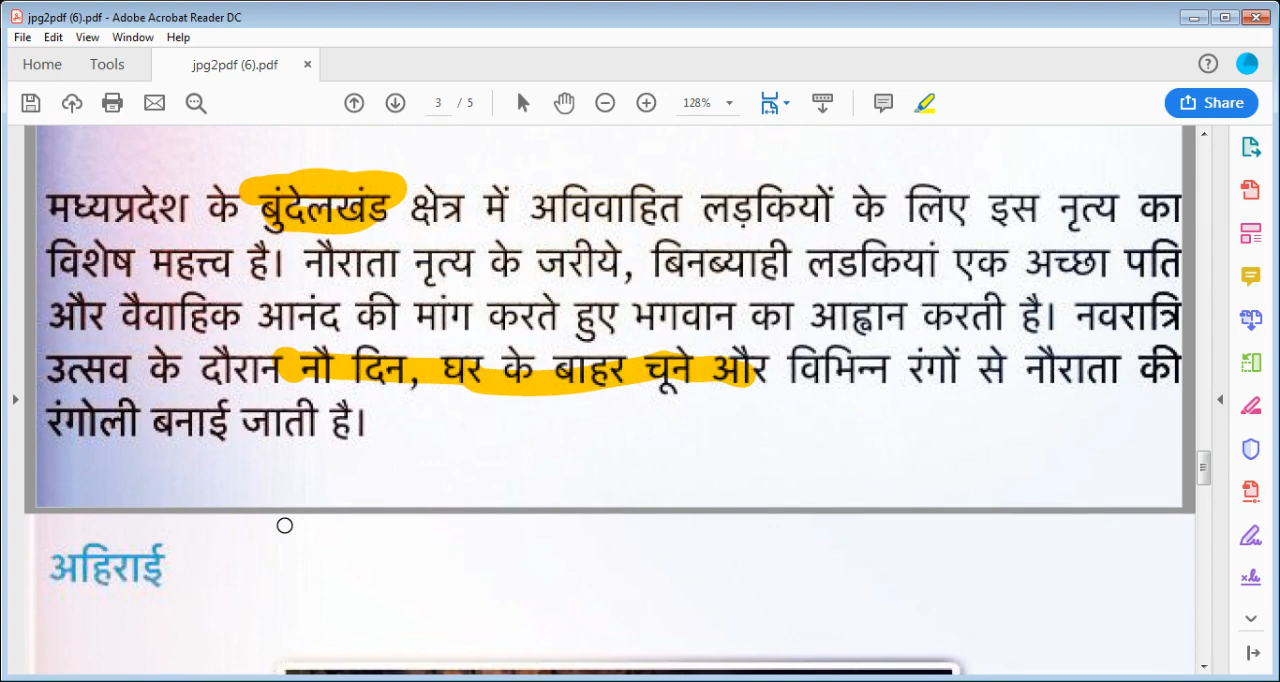 jpg2pdf (6).pdf - Adobe Acrobat Reader DC
File Edit View Window Help
Home Tools jpg2pdf (6).pdf ×
3 / 5 128% Share
मध्यप्रदेश के बुंदेलखंड क्षेत्र में अविवाहित लड़कियों के लिए इस नृत्य का
विशेष महत्त्व है। नौराता नृत्य के जरीये, बिनब्याही लडकियां एक अच्छा पति
और वैवाहिक आनंद की मांग करते हुए भगवान का आह्वान करती है। नवरात्रि
उत्सव के दौरान नौ दिन, घर के बाहर चूने और विभिन्न रंगों से नौराता की
रंगोली बनाई जाती है।
अहिराई